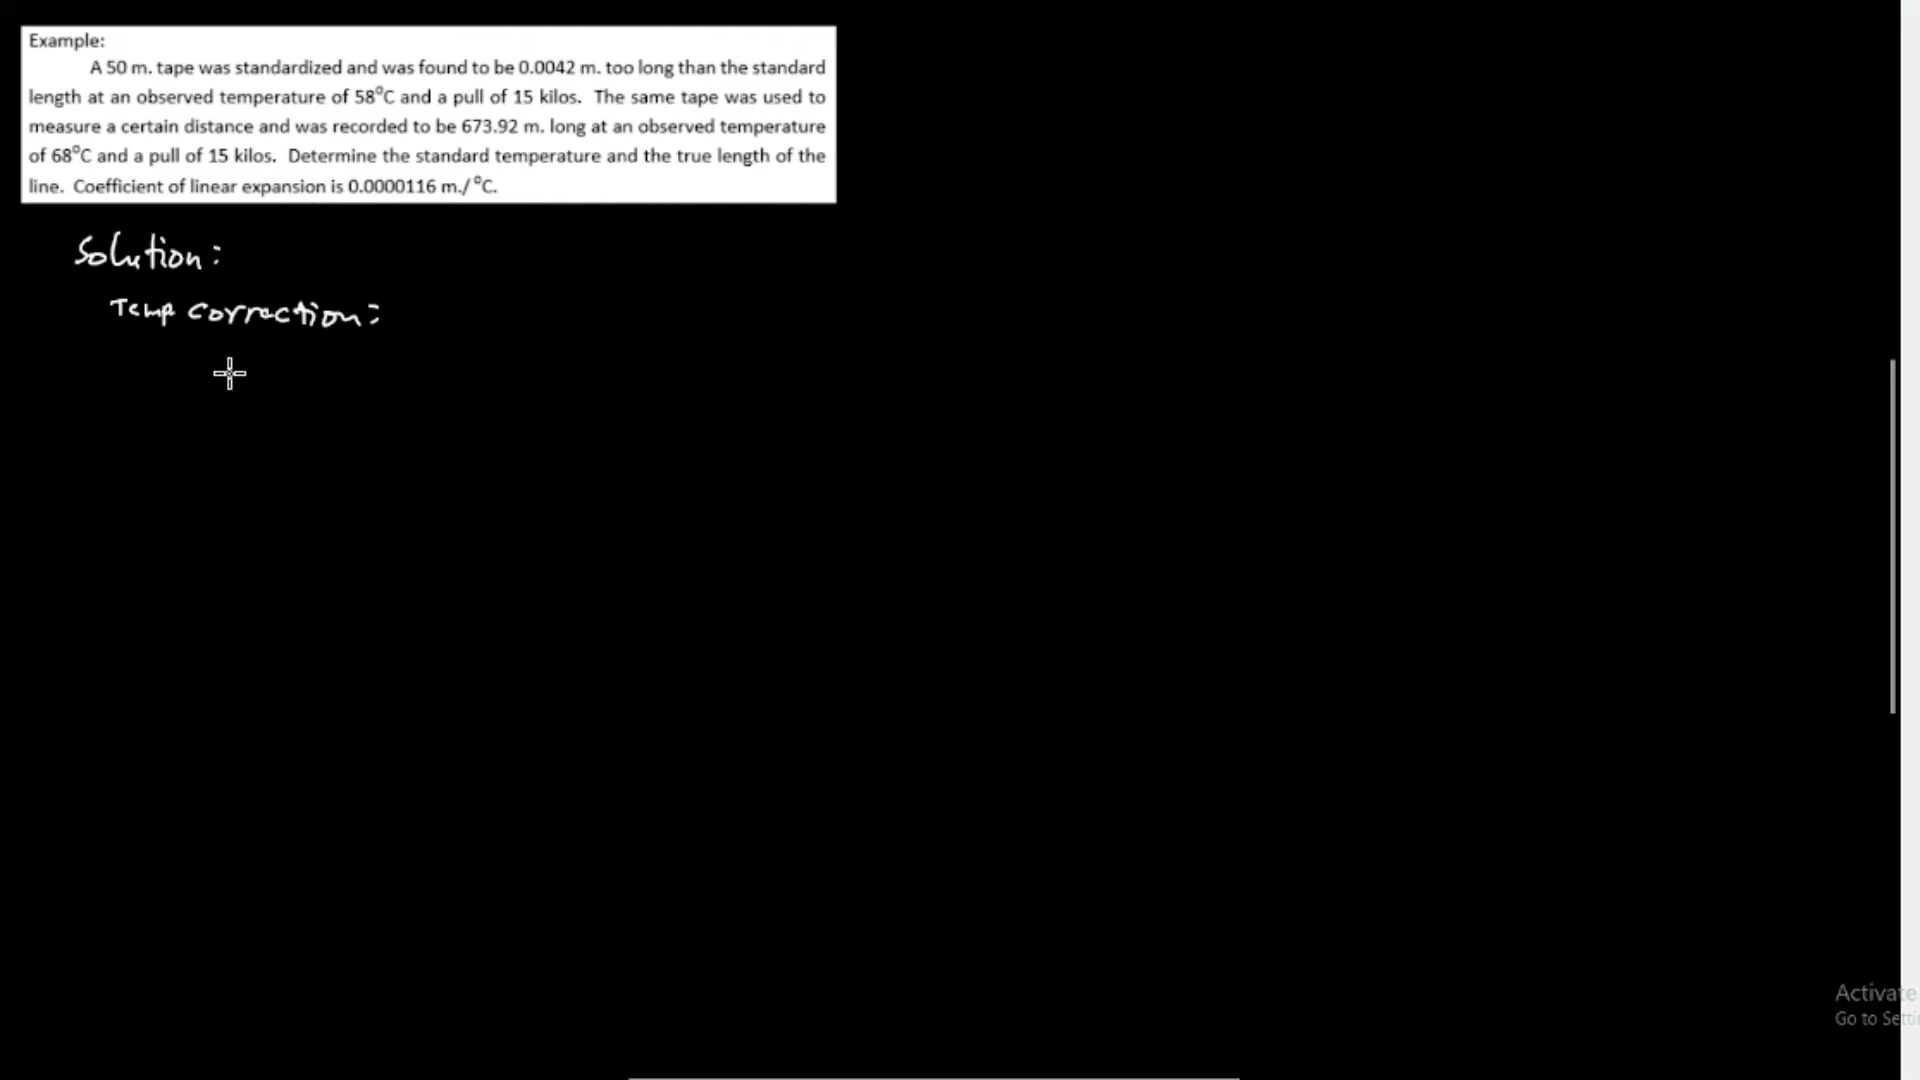 Example:
A 50 m. tape was standardized and was found to be 0.0042 m. too long than the standard
length at an observed temperature of 58°C and a pull of 15 kilos. The same tape was used to
measure a certain distance and was recorded to be 673.92 m. long at an observed temperature
of 68°C and a pull of 15 kilos. Determine the standard temperature and the true length of the
line. Coefficient of linear expansion is 0.0000116 m./°C.
Solution:
Temp correction:
Activate
Go to Setti